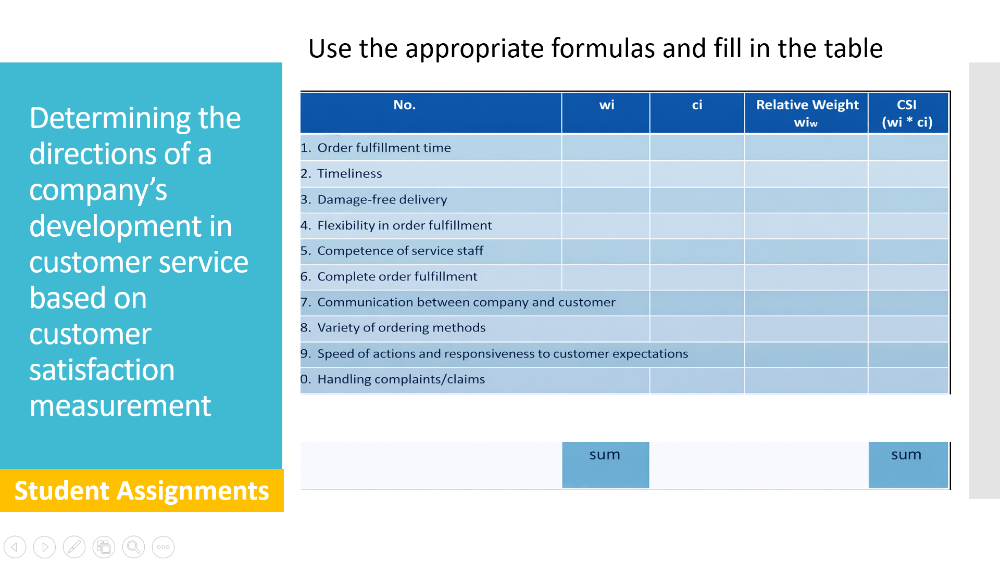 Use the appropriate formulas and fill in the table
Determining the
directions of a
company’s
development in
customer service
based on
customer
satisfaction
measurement
Student Assignments
No. wi ci Relative Weight wiw CSI (wi * ci)
1. Order fulfillment time
2. Timeliness
3. Damage-free delivery
4. Flexibility in order fulfillment
5. Competence of service staff
6. Complete order fulfillment
7. Communication between company and customer
8. Variety of ordering methods
9. Speed of actions and responsiveness to customer expectations
0. Handling complaints/claims
sum sum